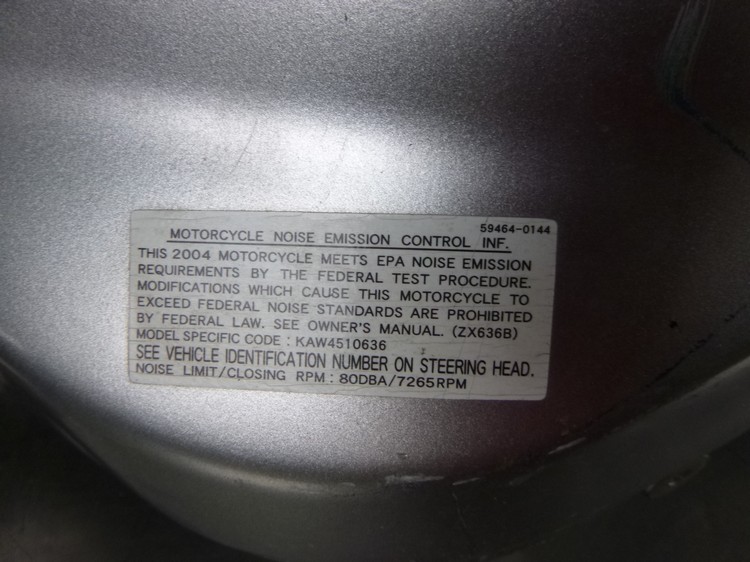 59464-0144
MOTORCYCLE NOISE EMISSION CONTROL INF.
THIS 2004 MOTORCYCLE MEETS EPA NOISE EMISSION
REQUIREMENTS BY THE FEDERAL TEST PROCEDURE.
MODIFICATIONS WHICH CAUSE THIS MOTORCYCLE TO
EXCEED FEDERAL NOISE STANDARDS ARE PROHIBITED
BY FEDERAL LAW. SEE OWNER'S MANUAL. (ZX636B)
MODEL SPECIFIC CODE : KAW4510636
SEE VEHICLE IDENTIFICATION NUMBER ON STEERING HEAD.
NOISE LIMIT/CLOSING RPM : 80DBA/7265RPM